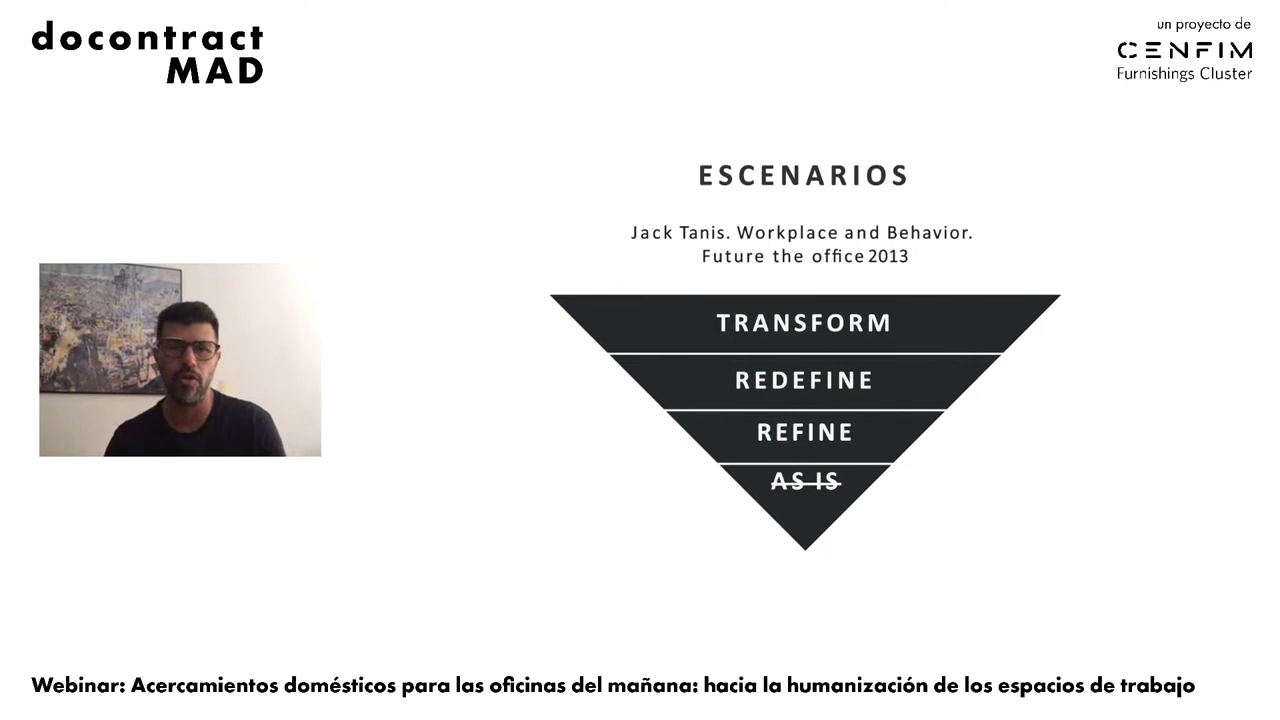 docontract
MAD
un proyecto de
CENFIM
Furnishings Cluster
ESCENARIOS
Jack Tanis. Workplace and Behavior.
Future the office 2013
TRANSFORM
REDEFINE
REFINE
AS IS
Webinar: Acercamientos domésticos para las oficinas del mañana: hacia la humanización de los espacios de trabajo